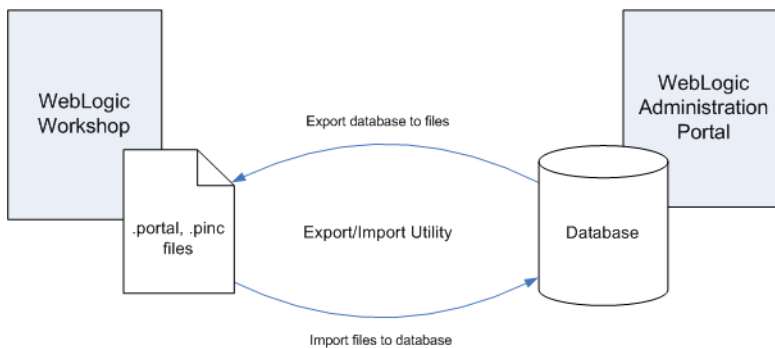 WebLogic
Workshop
WebLogic
Administration
Portal
Export database to files
.portal, .pinc
files
Export/Import Utility
Database
Import files to database